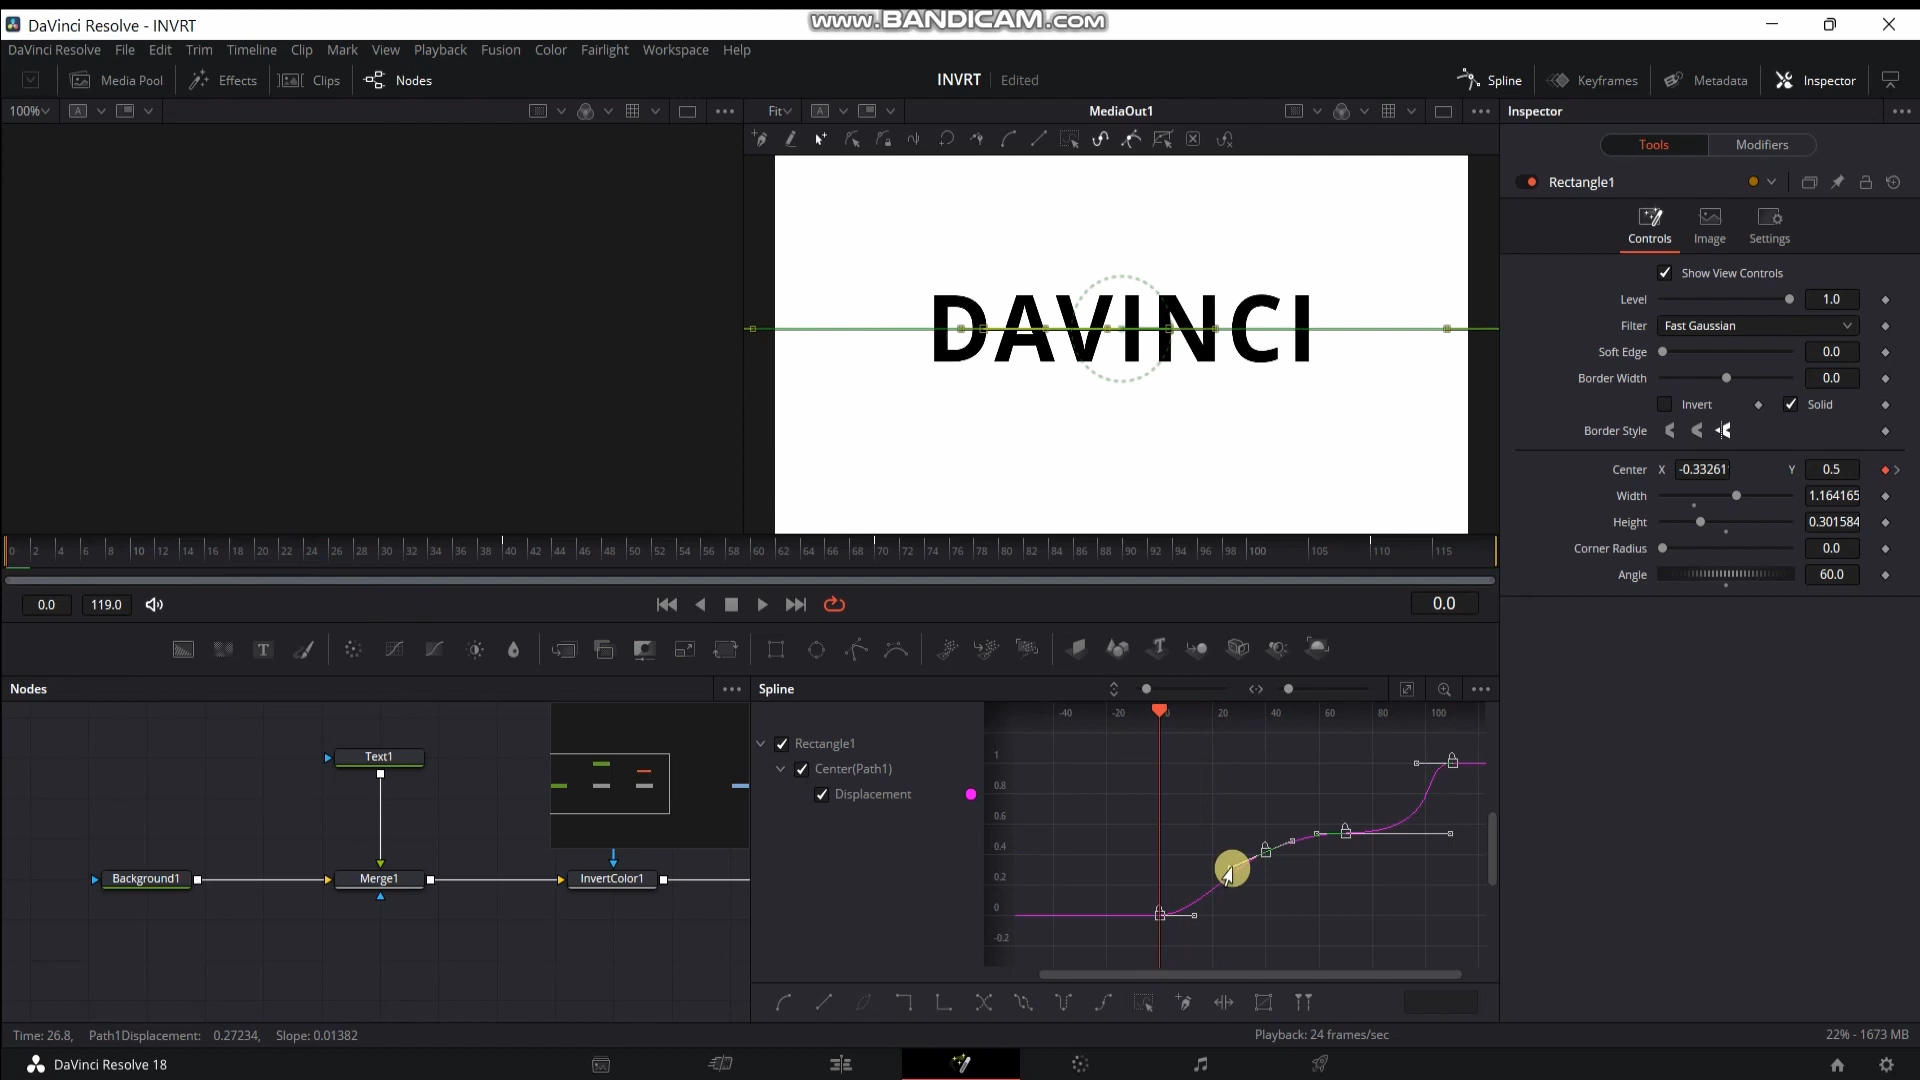 www.BANDICAM.com
DaVinci Resolve - INVRT
DaVinci Resolve File Edit Trim Timeline Clip Mark View Playback Fusion Color Fairlight Workspace Help
Media Pool Effects Clips Nodes INVRT Edited Spline Keyframes Metadata Inspector
100% A Fit A MediaOut1 Inspector
Tools Modifiers
Rectangle1
Controls Image Settings
Show View Controls
Level 1.0
Filter Fast Gaussian
Soft Edge 0.0
Border Width 0.0
Invert Solid
Border Style
Center X -0.33261 Y 0.5
Width 1.164165
Height 0.301584
Corner Radius 0.0
Angle 60.0
DAVINCI
0 2 4 6 8 10 12 14 16 18 20 22 24 26 28 30 32 34 36 38 40 42 44 46 48 50 52 54 56 58 60 62 64 66 68 70 72 74 76 78 80 82 84 86 88 90 92 94 96 98 100 105 110 115
0.0 119.0 0.0
Nodes
Text1
Background1 Merge1 InvertColor1
Spline
Rectangle1
Center(Path1)
Displacement
-40 -20 0 20 40 60 80 100
1
0.8
0.6
0.4
0.2
0
-0.2
Time: 26.8, Path1Displacement: 0.27234, Slope: 0.01382 Playback: 24 frames/sec 22% - 1673 MB
DaVinci Resolve 18